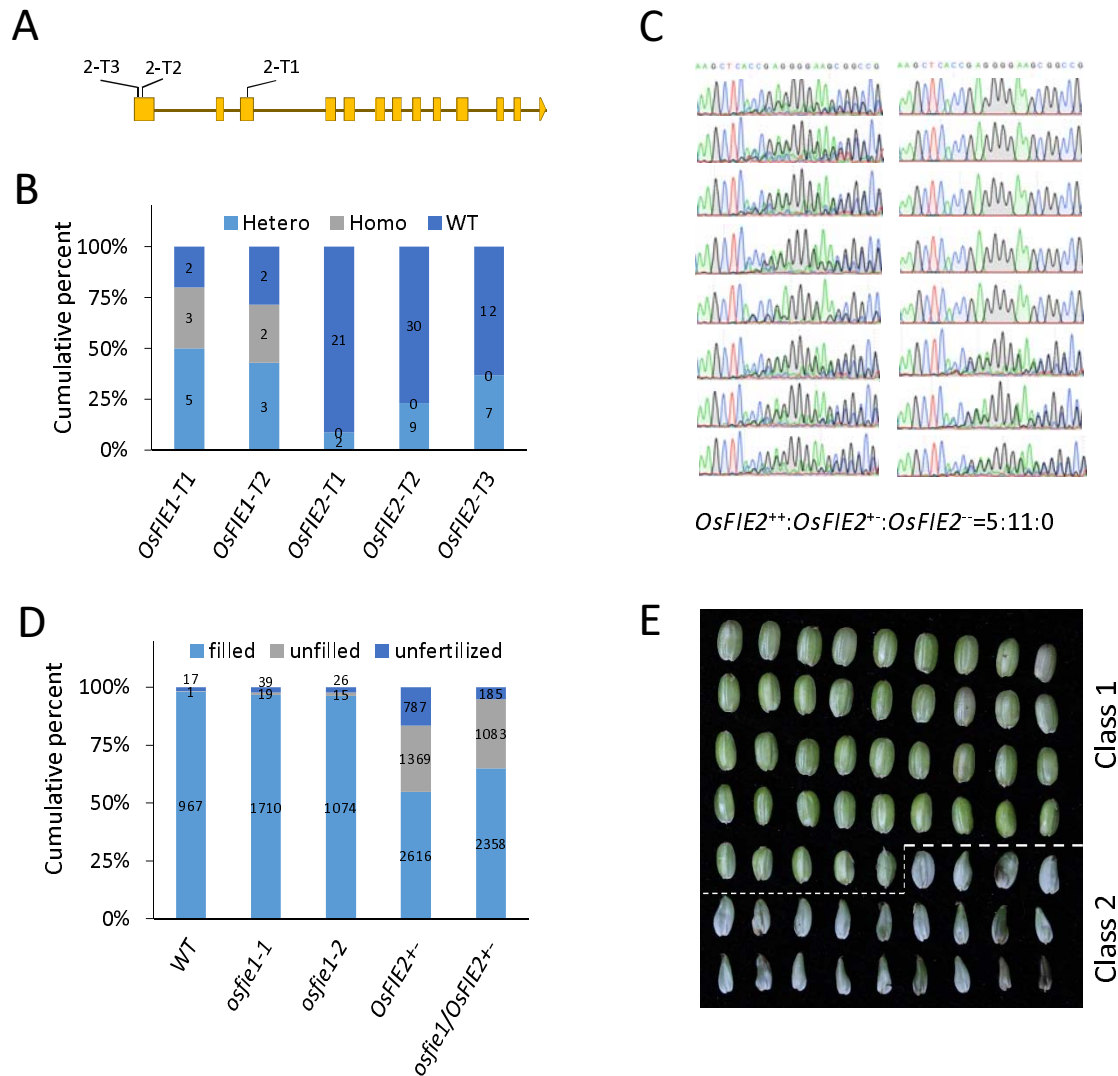 A
2-T3
2-T2
2-T1
B
Cumulative percent
Hetero
Homo
WT
100%
75%
50%
25%
0%
2
3
5
2
2
3
21
0
2
30
0
9
12
0
7
OsFIE1-T1
OsFIE1-T2
OsFIE2-T1
OsFIE2-T2
OsFIE2-T3
C
AAGCTCACCGAGGGGAAGCGGCCG
AAGCTCACCGAGGGGAAGCGGCCG
OsFIE2⁺⁺:OsFIE2⁺⁻:OsFIE2⁻⁻=5:11:0
D
Cumulative percent
filled
unfilled
unfertilized
100%
75%
50%
25%
0%
17
1
967
39
19
1710
26
15
1074
787
1369
2616
185
1083
2358
WT
osfie1-1
osfie1-2
OsFIE2+-
osfie1/OsFIE2+-
E
Class 1
Class 2